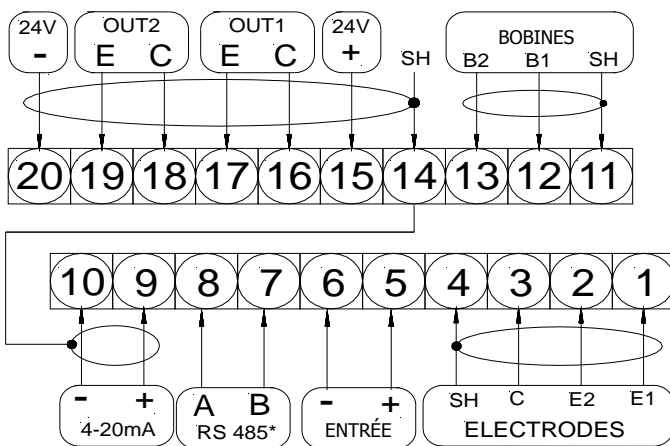 24V OUT2 OUT1 24V BOBINES
- E C E C + SH B2 B1 SH
20 19 18 17 16 15 14 13 12 11
10 9 8 7 6 5 4 3 2 1
- + A B - + SH C E2 E1
4-20mA RS 485* ENTRÉE ELECTRODES